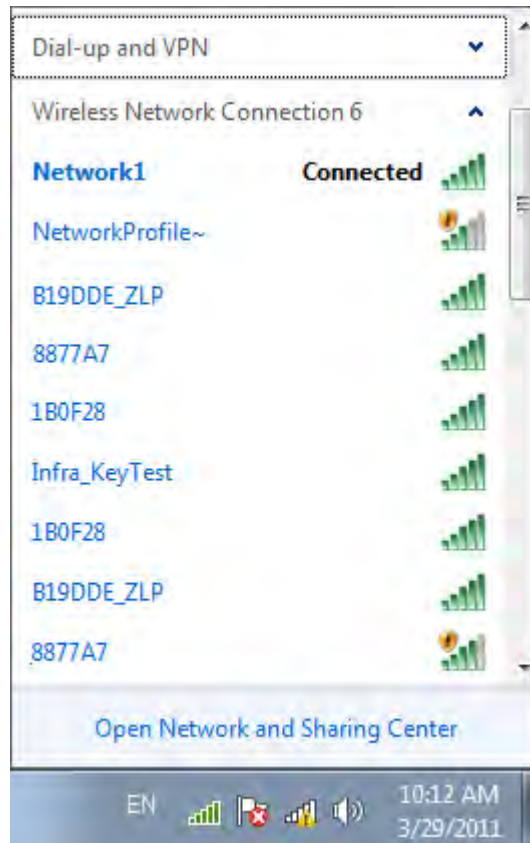 Dial-up and VPN
Wireless Network Connection 6
Network1 Connected
NetworkProfile~
B19DDE_ZLP
8877A7
1B0F28
Infra_KeyTest
1B0F28
B19DDE_ZLP
8877A7
Open Network and Sharing Center
EN 10:12 AM
3/29/2011